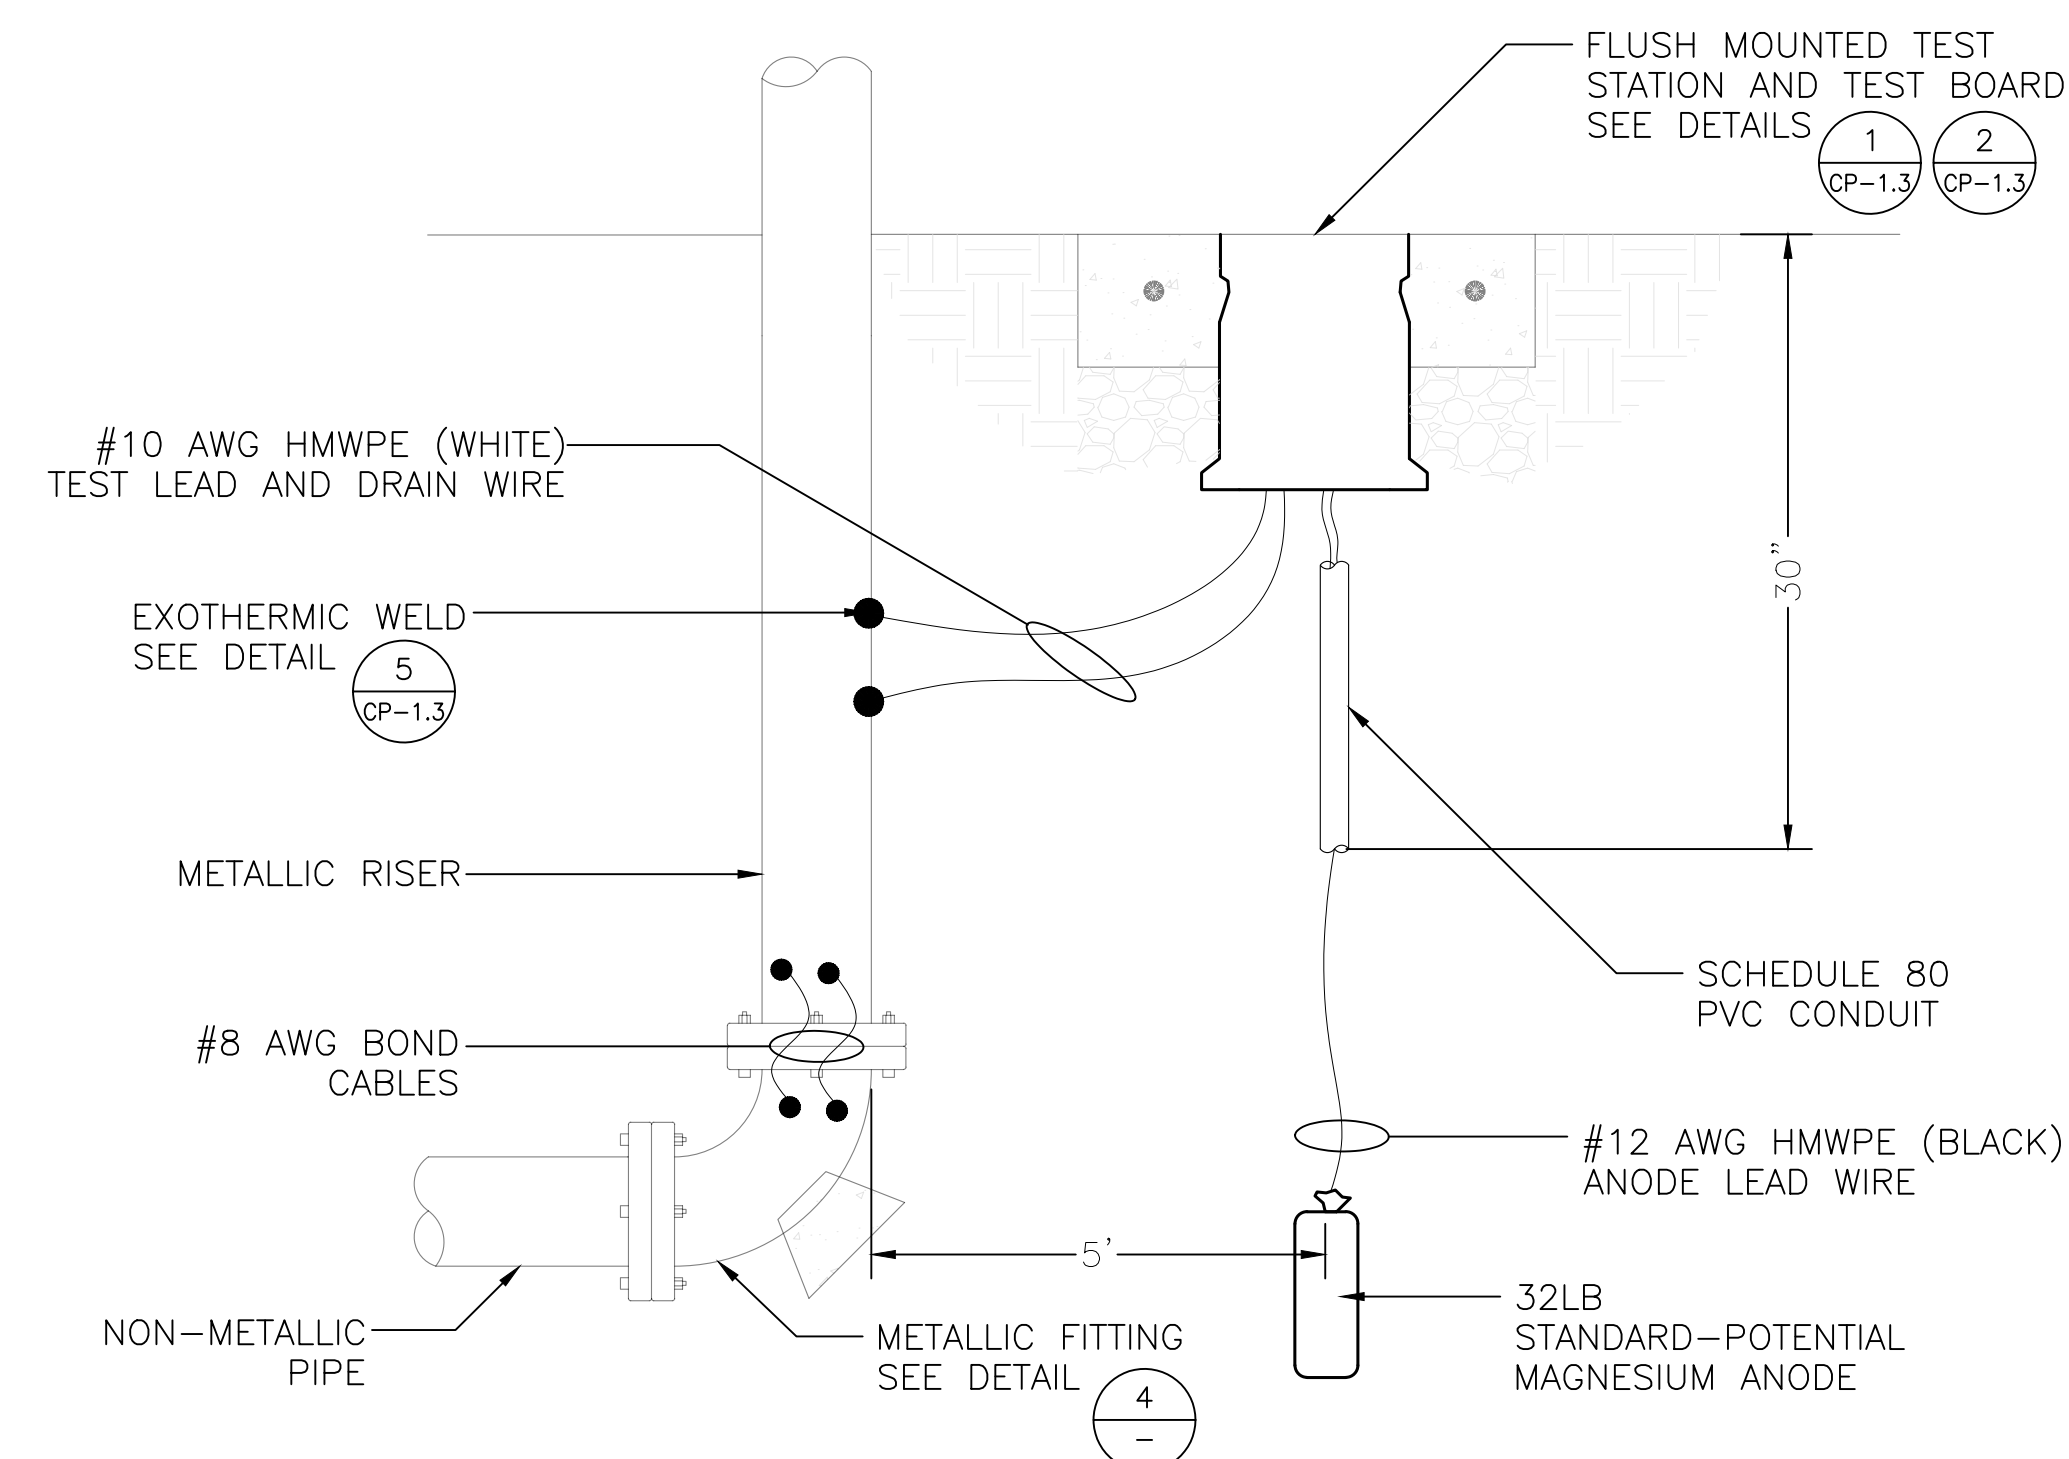 FLUSH MOUNTED TEST
STATION AND TEST BOARD
SEE DETAILS
1
CP-1.3
2
CP-1.3
#10 AWG HMWPE (WHITE)
TEST LEAD AND DRAIN WIRE
30"
EXOTHERMIC WELD
SEE DETAIL
5
CP-1.3
METALLIC RISER
SCHEDULE 80
PVC CONDUIT
#8 AWG BOND
CABLES
#12 AWG HMWPE (BLACK)
ANODE LEAD WIRE
5'
32LB
STANDARD-POTENTIAL
MAGNESIUM ANODE
NON-METALLIC
PIPE
METALLIC FITTING
SEE DETAIL
4
-